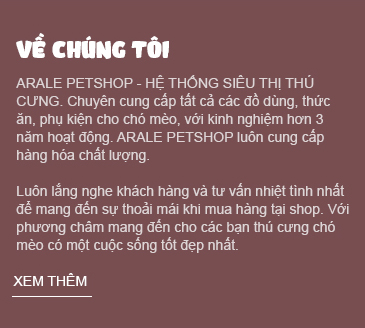 VỀ CHÚNG TÔI
ARALE PETSHOP - HỆ THỐNG SIÊU THỊ THÚ
CƯNG. Chuyên cung cấp tất cả các đồ dùng, thức
ăn, phụ kiện cho chó mèo, với kinh nghiệm hơn 3
năm hoạt động. ARALE PETSHOP luôn cung cấp
hàng hóa chất lượng.
Luôn lắng nghe khách hàng và tư vấn nhiệt tình nhất
để mang đến sự thoải mái khi mua hàng tại shop. Với
phương châm mang đến cho các bạn thú cưng chó
mèo có một cuộc sống tốt đẹp nhất.
XEM THÊM